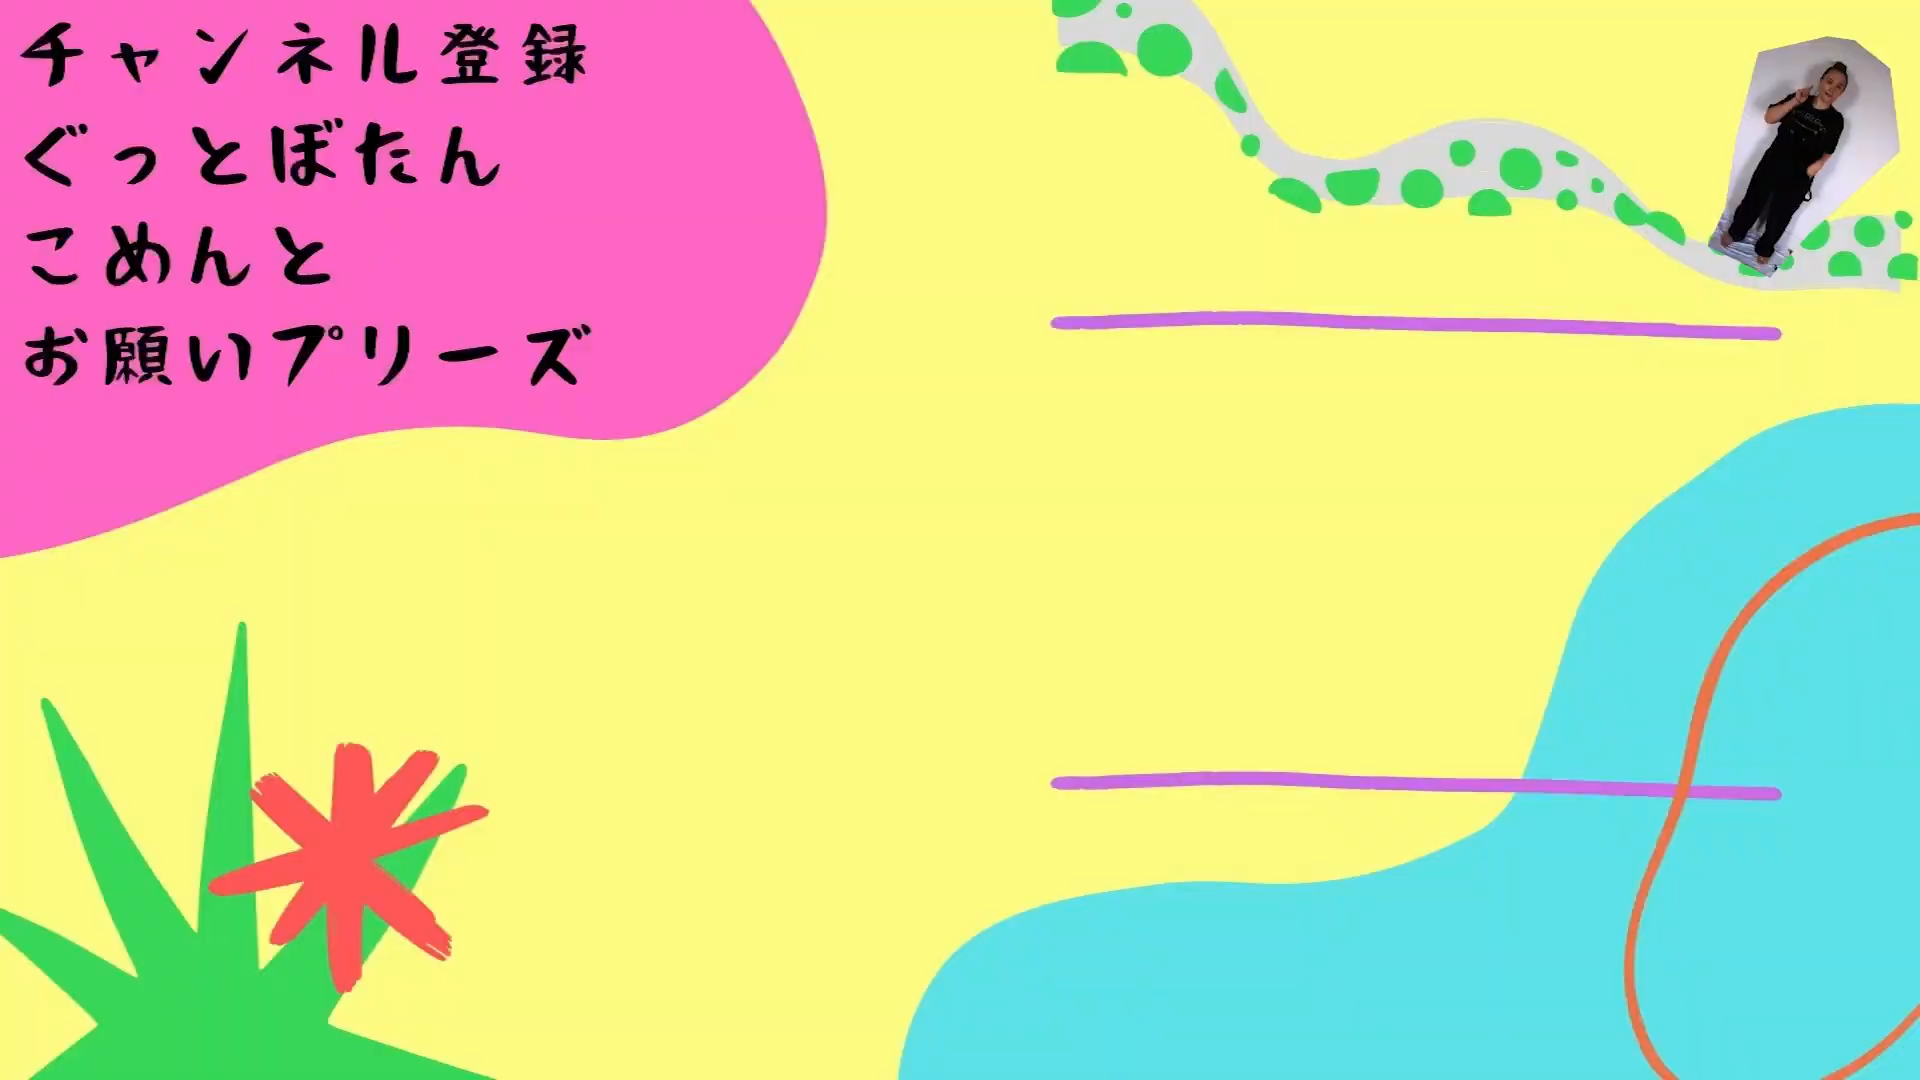 チャンネル登録
ぐっとぼたん
こめんと
お願いプリーズ